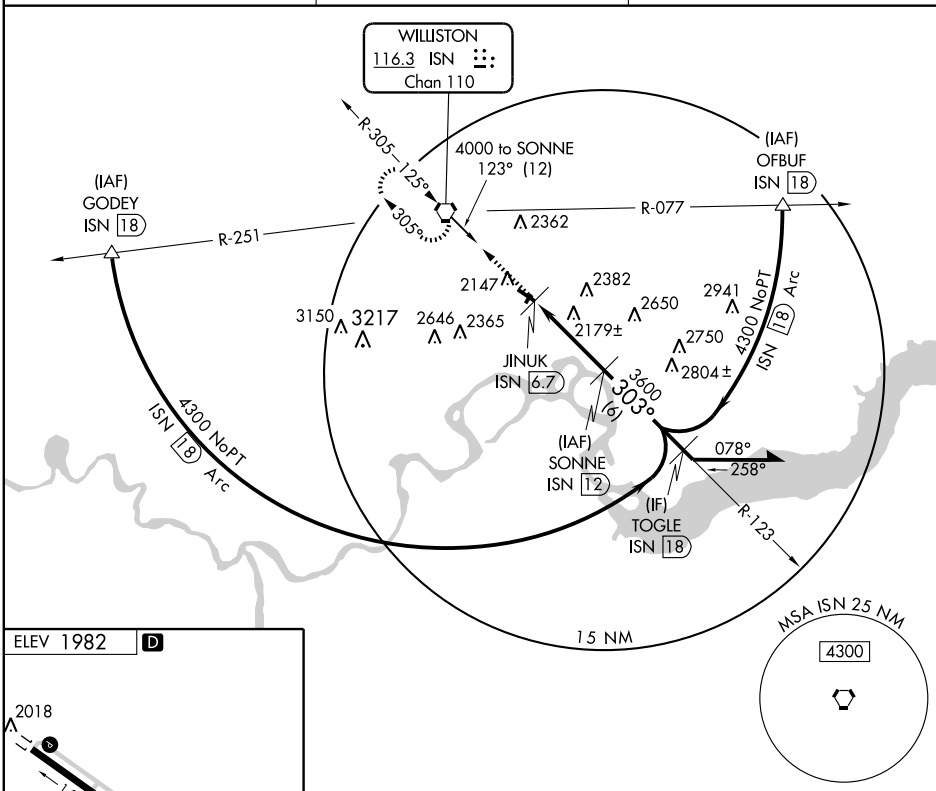 WILLISTON
116.3 ISN
Chan 110
R-305
125°
305°
4000 to SONNE
123° (12)
(IAF)
OFBUF
ISN 18
(IAF)
GODEY
ISN 18
R-251
R-077
2362
2147
2382
2650
2941
3150
3217
2646
2365
2179±
2750
2804±
4300 NoPT
ISN 18 Arc
JINUK
ISN 6.7
3600
303°
(6)
4300 NoPT
ISN 18 Arc
(IAF)
SONNE
ISN 12
078°
258°
(IF)
TOGLE
ISN 18
R-123
15 NM
MSA ISN 25 NM
4300
ELEV 1982 D
2018
P